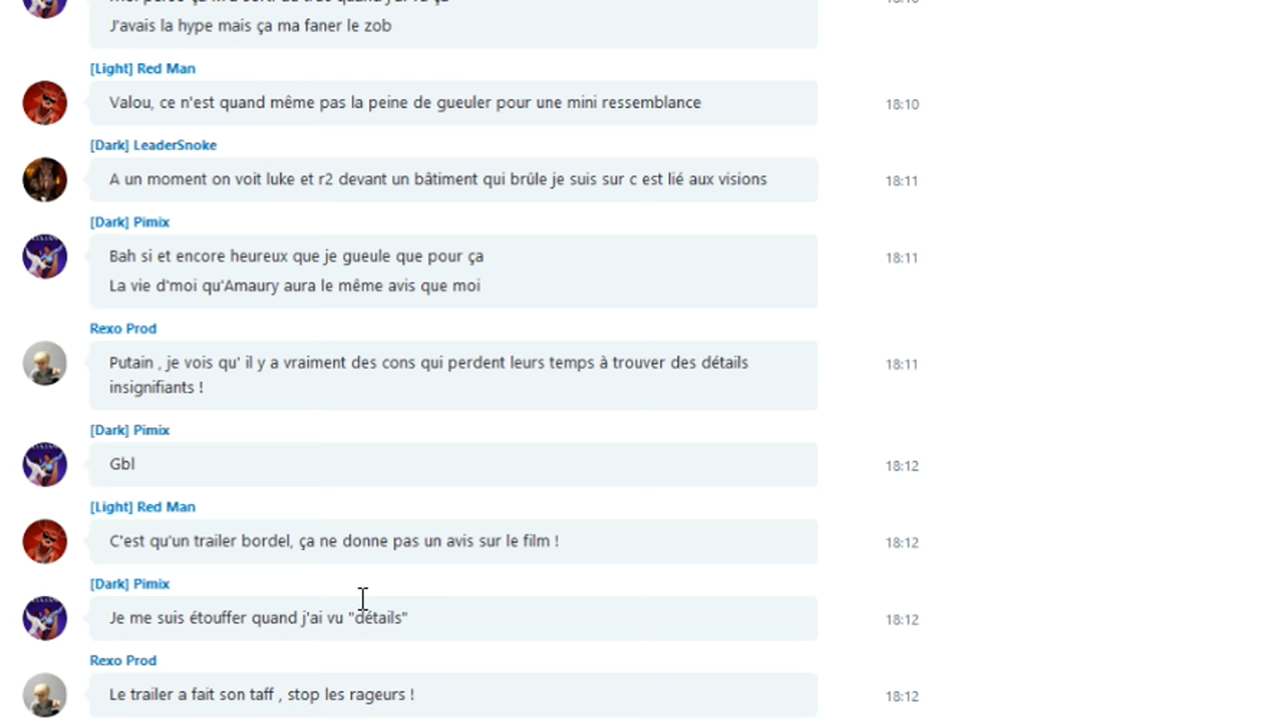 J'avais la hype mais ça ma faner le zob
[Light] Red Man
Valou, ce n'est quand même pas la peine de gueuler pour une mini ressemblance
18:10
[Dark] LeaderSnoke
A un moment on voit luke et r2 devant un bâtiment qui brûle je suis sur c est lié aux visions
18:11
[Dark] Pimix
Bah si et encore heureux que je gueule que pour ça
18:11
La vie d'moi qu'Amaury aura le même avis que moi
Rexo Prod
Putain , je vois qu' il y a vraiment des cons qui perdent leurs temps à trouver des détails
18:11
insignifiants !
[Dark] Pimix
Gbl
18:12
[Light] Red Man
C'est qu'un trailer bordel, ça ne donne pas un avis sur le film !
18:12
[Dark] Pimix
Je me suis étouffer quand j'ai vu "détails"
18:12
Rexo Prod
Le trailer a fait son taff , stop les rageurs !
18:12